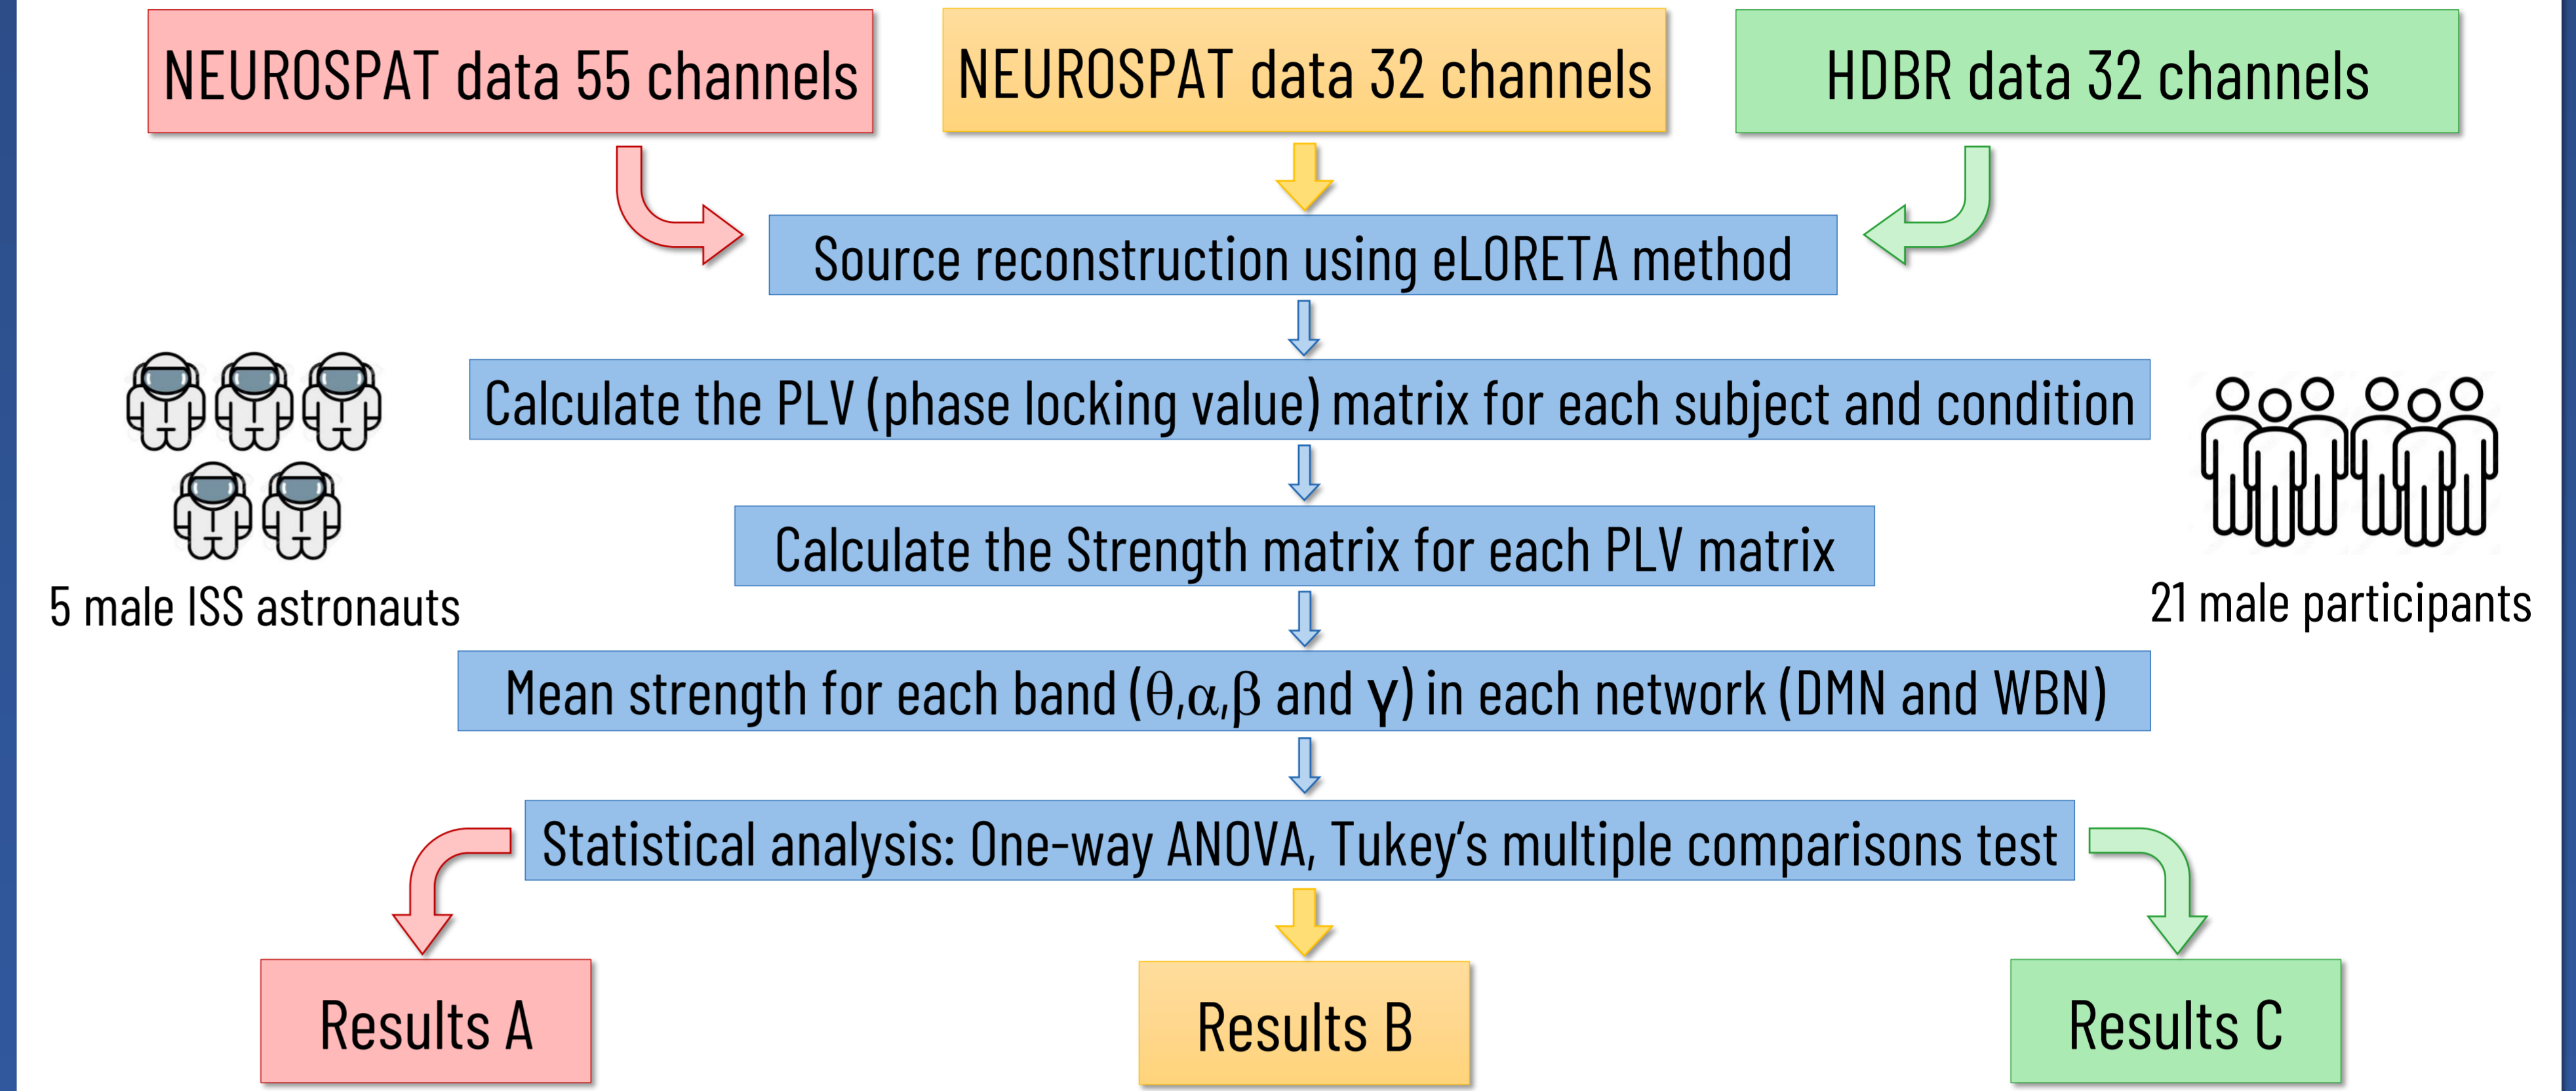 NEUROSPAT data 55 channels
NEUROSPAT data 32 channels
HDBR data 32 channels
Source reconstruction using eLORETA method
Calculate the PLV (phase locking value) matrix for each subject and condition
Calculate the Strength matrix for each PLV matrix
5 male ISS astronauts
21 male participants
Mean strength for each band (θ,α,β and γ) in each network (DMN and WBN)
Statistical analysis: One-way ANOVA, Tukey’s multiple comparisons test
Results A
Results B
Results C